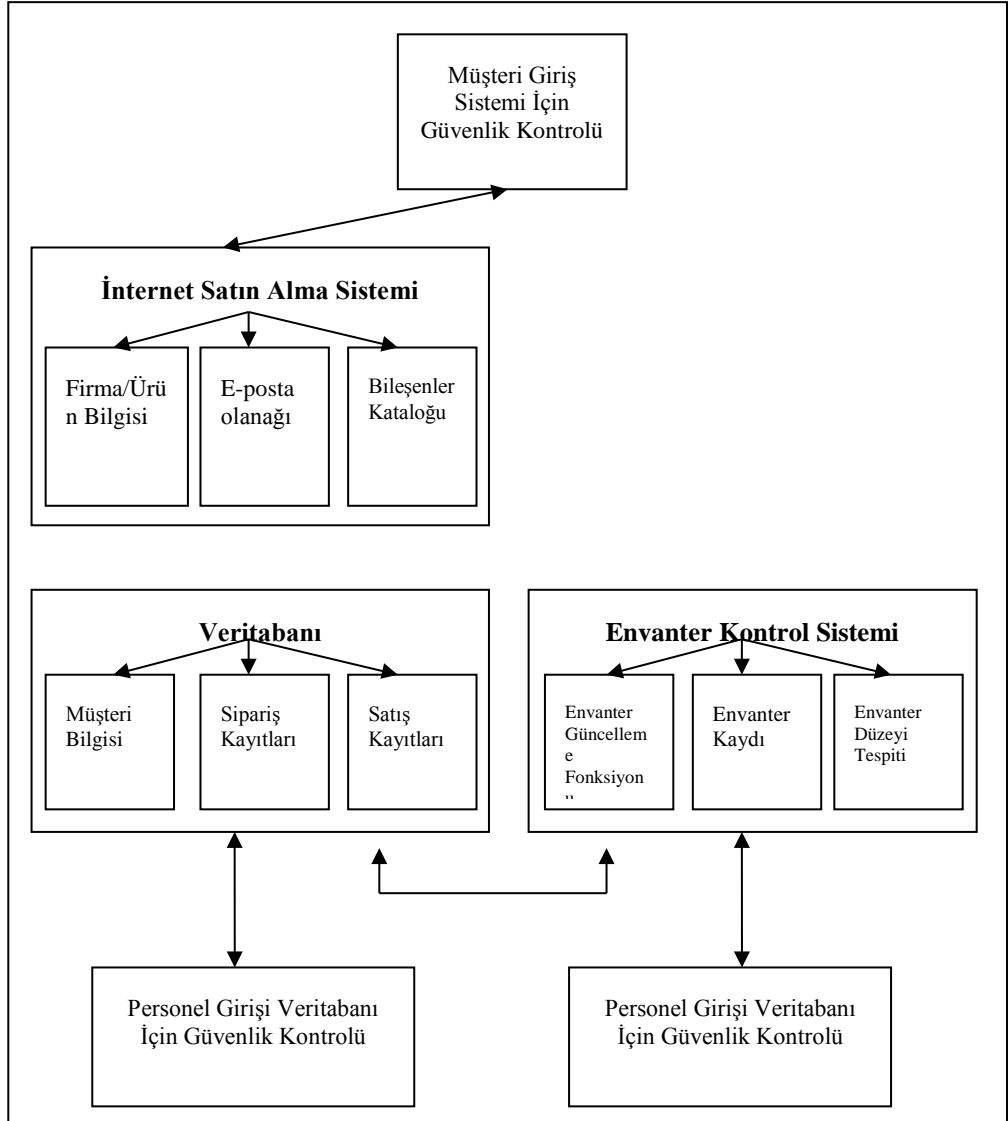 Müşteri Giriş
Sistemi İçin
Güvenlik Kontrolü
İnternet Satın Alma Sistemi
Firma/Ürü
n Bilgisi
E-posta
olanağı
Bileşenler
Kataloğu
Veritabanı
Müşteri
Bilgisi
Sipariş
Kayıtları
Satış
Kayıtları
Envanter Kontrol Sistemi
Envanter
Güncellem
e
Fonksiyon
Envanter
Kaydı
Envanter
Düzeyi
Tespiti
Personel Girişi Veritabanı
İçin Güvenlik Kontrolü
Personel Girişi Veritabanı
İçin Güvenlik Kontrolü